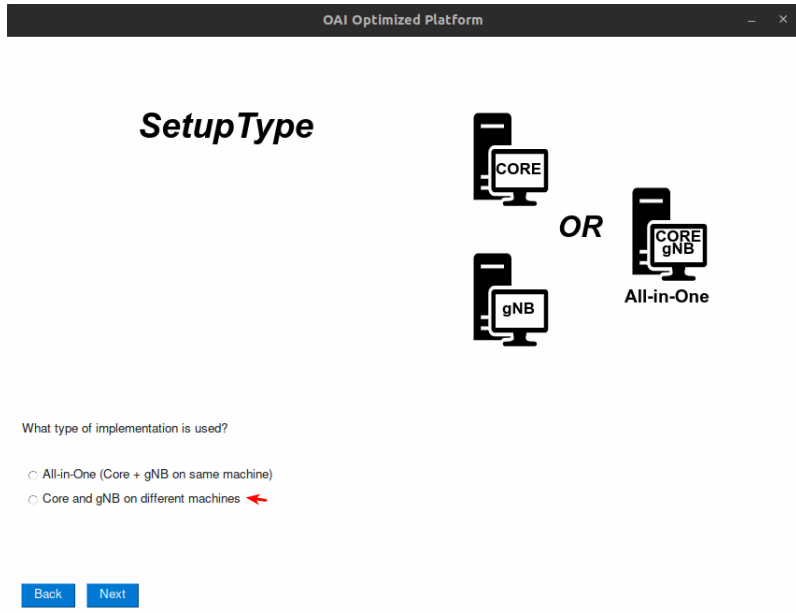 OAI Optimized Platform
SetupType
CORE
OR
CORE
gNB
gNB
All-in-One
What type of implementation is used?
All-in-One (Core + gNB on same machine)
Core and gNB on different machines
Back Next